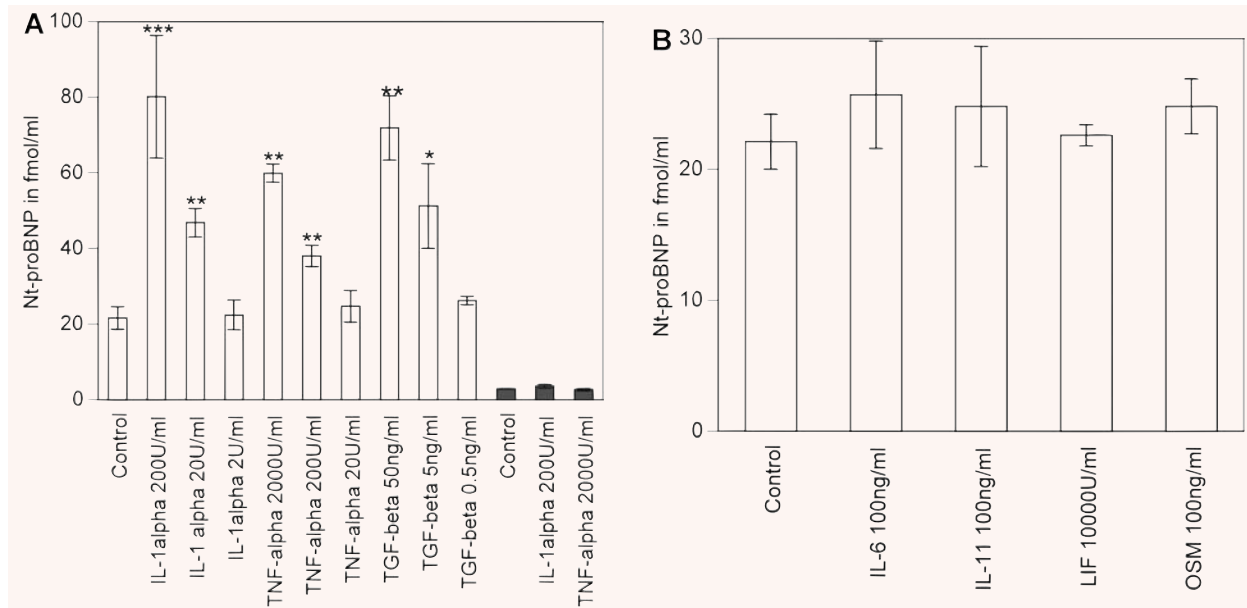 A
Nt-proBNP in fmol/ml
100
80
60
40
20
0
***
**
**
**
**
*
Control
IL-1alpha 200U/ml
IL-1 alpha 20U/ml
IL-1alpha 2U/ml
TNF-alpha 2000U/ml
TNF-alpha 200U/ml
TNF-alpha 20U/ml
TGF-beta 50ng/ml
TGF-beta 5ng/ml
TGF-beta 0.5ng/ml
Control
IL-1alpha 200U/ml
TNF-alpha 2000U/ml
B
Nt-proBNP in fmol/ml
30
20
10
0
Control
IL-6 100ng/ml
IL-11 100ng/ml
LIF 10000U/ml
OSM 100ng/ml